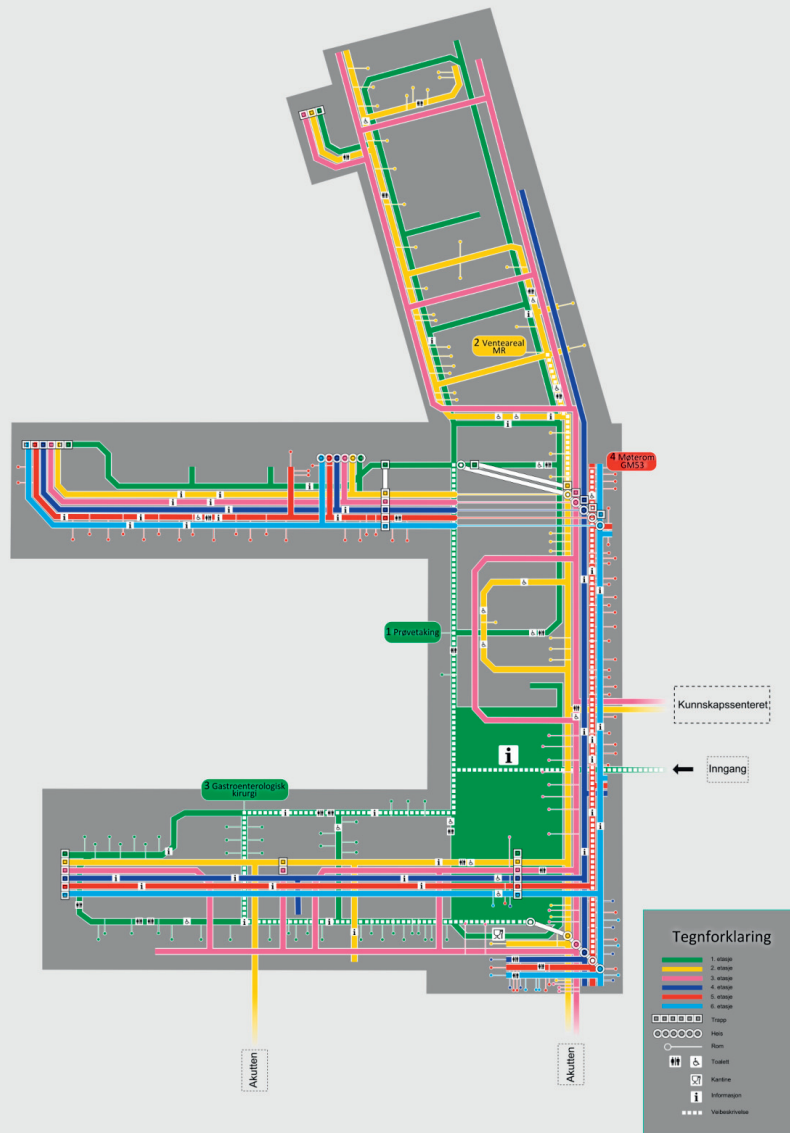 2 Venteareal
MR
4 Møterom
GM53
1 Prøvetaking
Kunnskapssenteret
Inngang
3 Gastroenterologisk
kirurgi
Akutten
Akutten
Tegnforklaring
1. etasje
2. etasje
3. etasje
4. etasje
5. etasje
6. etasje
Trapp
Heis
Rom
Toalett
Kantine
Informasjon
Veibeskrivelse